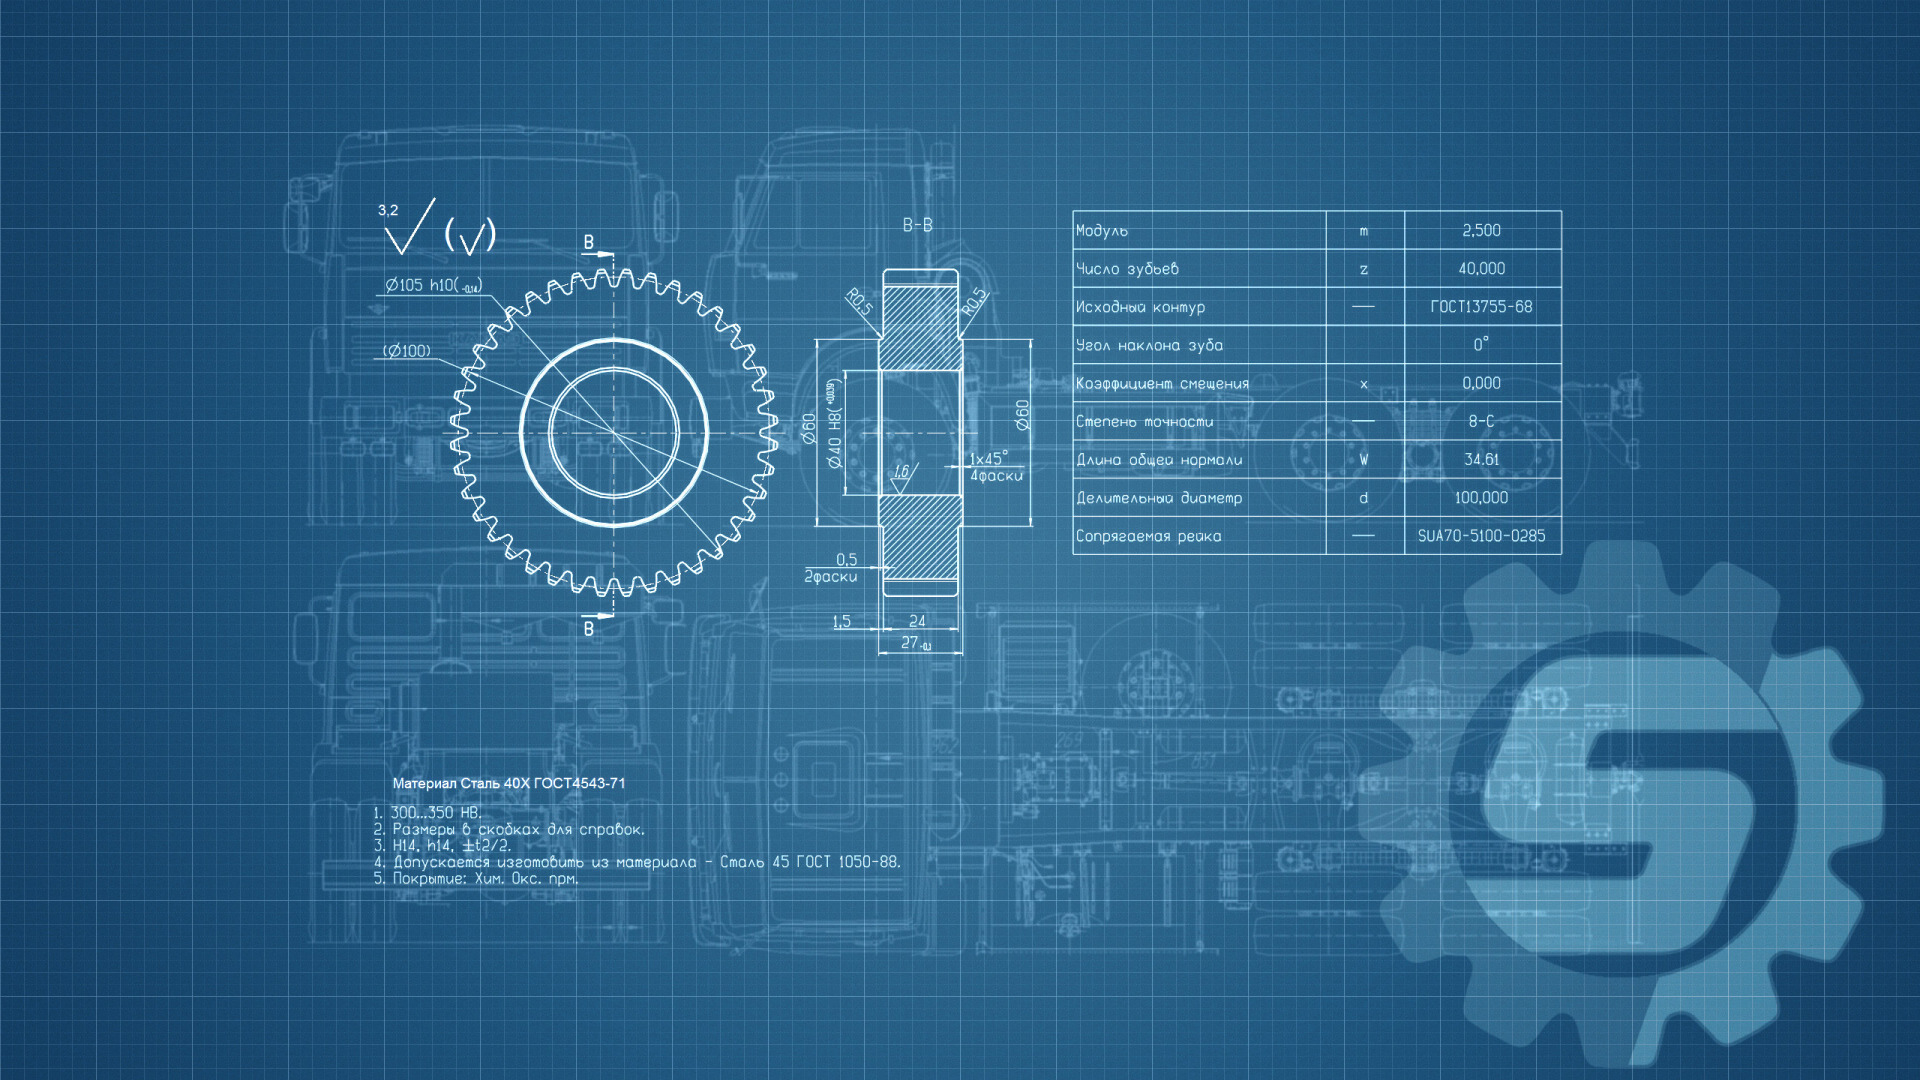 3,2
В
Ø105 h10(-0,14)
(Ø100)
В
В-В
R0,5
R0,5
Ø60
Ø40 H8(+0,039)
Ø60
1,6
1x45°
4фаски
0,5
2фаски
1,5
24
27-0,1
Модуль m 2,500
Число зубьев z 40,000
Исходный контур — ГОСТ13755-68
Угол наклона зуба 0°
Коэффициент смещения x 0,000
Степень точности — 8-С
Длина общей нормали W 34.61
Делительный диаметр d 100,000
Сопрягаемая рейка — SUA70-5100-0285
862
269
851
Материал Сталь 40Х ГОСТ4543-71
1. 300...350 НВ.
2. Размеры в скобках для справок.
3. Н14, h14, ±t2/2.
4. Допускается изготовить из материала - Сталь 45 ГОСТ 1050-88.
5. Покрытие: Хим. Окс. прм.